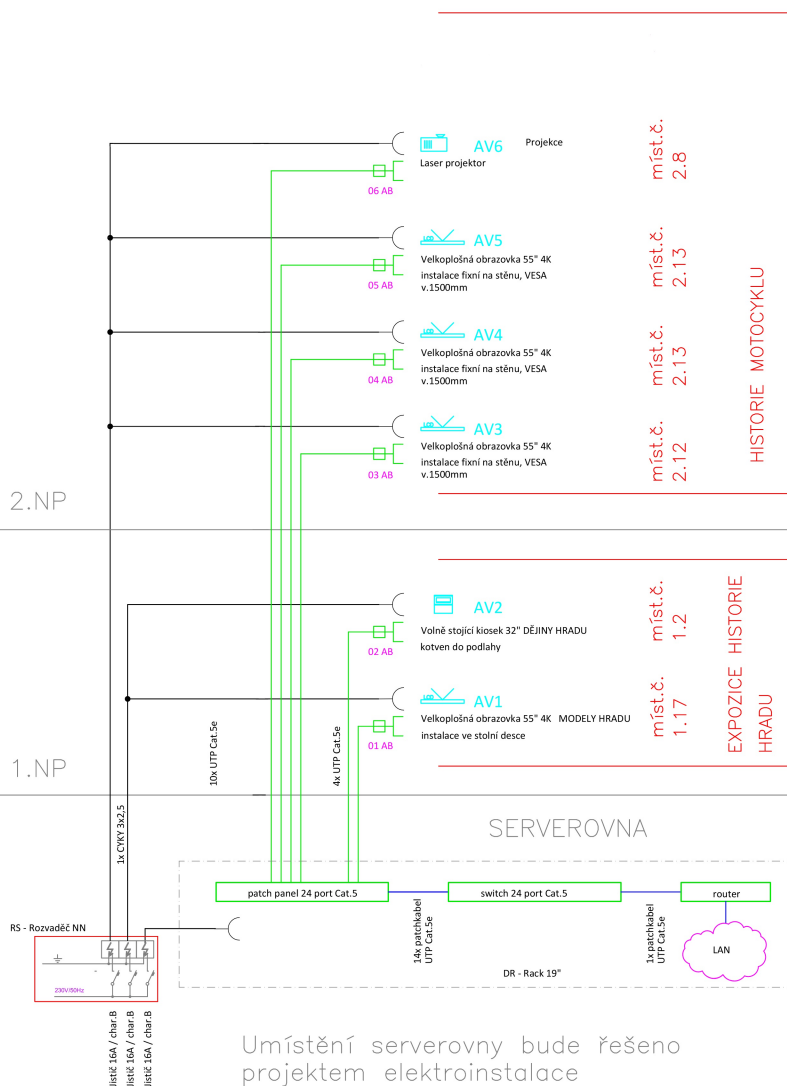 AV6
Projekce
Laser projektor
06 AB
míst.č.
2.8
LCD
AV5
Velkoplošná obrazovka 55" 4K
instalace fixní na stěnu, VESA
v.1500mm
05 AB
míst.č.
2.13
LCD
AV4
Velkoplošná obrazovka 55" 4K
instalace fixní na stěnu, VESA
v.1500mm
04 AB
míst.č.
2.13
LCD
AV3
Velkoplošná obrazovka 55" 4K
instalace fixní na stěnu, VESA
v.1500mm
03 AB
míst.č.
2.12
HISTORIE MOTOCYKLU
2.NP
AV2
Volně stojící kiosek 32" DĚJINY HRADU
kotven do podlahy
02 AB
míst.č.
1.2
LCD
AV1
Velkoplošná obrazovka 55" 4K MODELY HRADU
instalace ve stolní desce
01 AB
míst.č.
1.17
EXPOZICE HISTORIE
HRADU
10x UTP Cat.5e
4x UTP Cat.5e
1.NP
1x CYKY 3x2,5
SERVEROVNA
patch panel 24 port Cat.5
switch 24 port Cat.5
router
14x patchkabel
UTP Cat.5e
1x patchkabel
UTP Cat.5e
LAN
DR - Rack 19"
RS - Rozvaděč NN
230V/50Hz
Jistič 16A / char.B
Jistič 16A / char.B
Jistič 16A / char.B
Umístění serverovny bude řešeno
projektem elektroinstalace